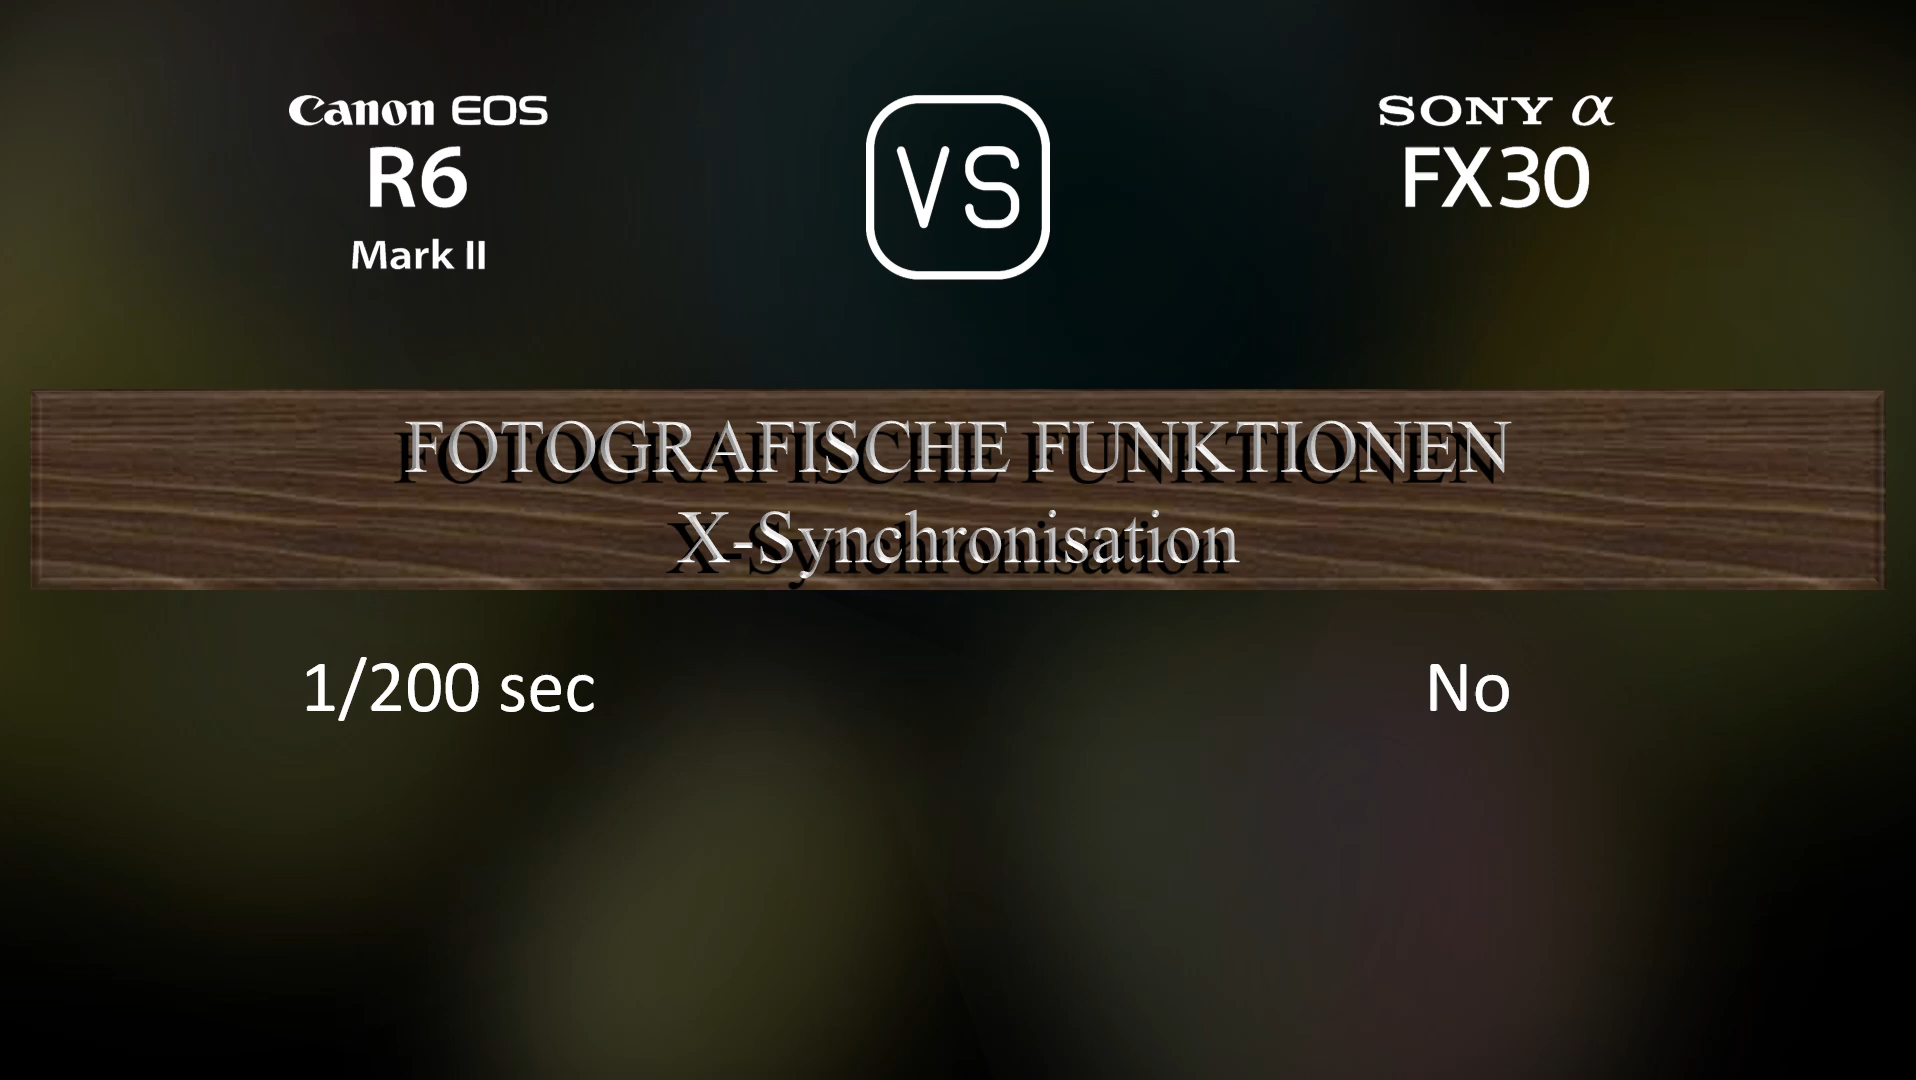 Canon EOS
R6
Mark II
VS
SONY α
FX30
FOTOGRAFISCHE FUNKTIONEN
X-Synchronisation
1/200 sec
No